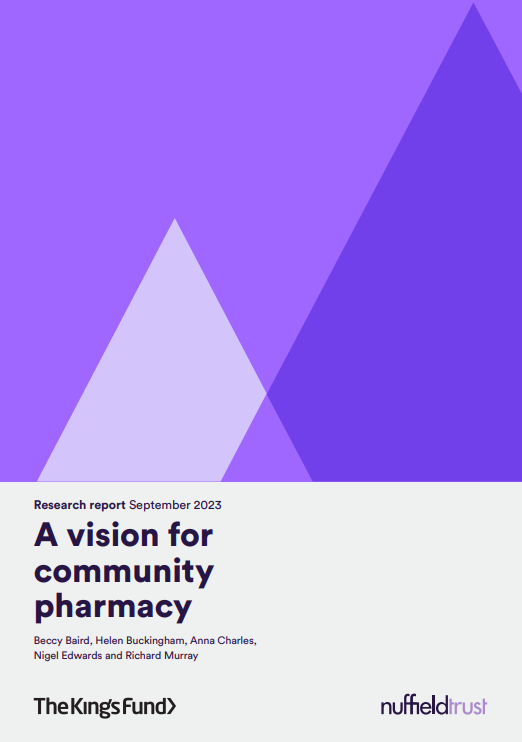 Research report September 2023
A vision for
community
pharmacy
Beccy Baird, Helen Buckingham, Anna Charles,
Nigel Edwards and Richard Murray
The King's Fund>
nuffieldtrust